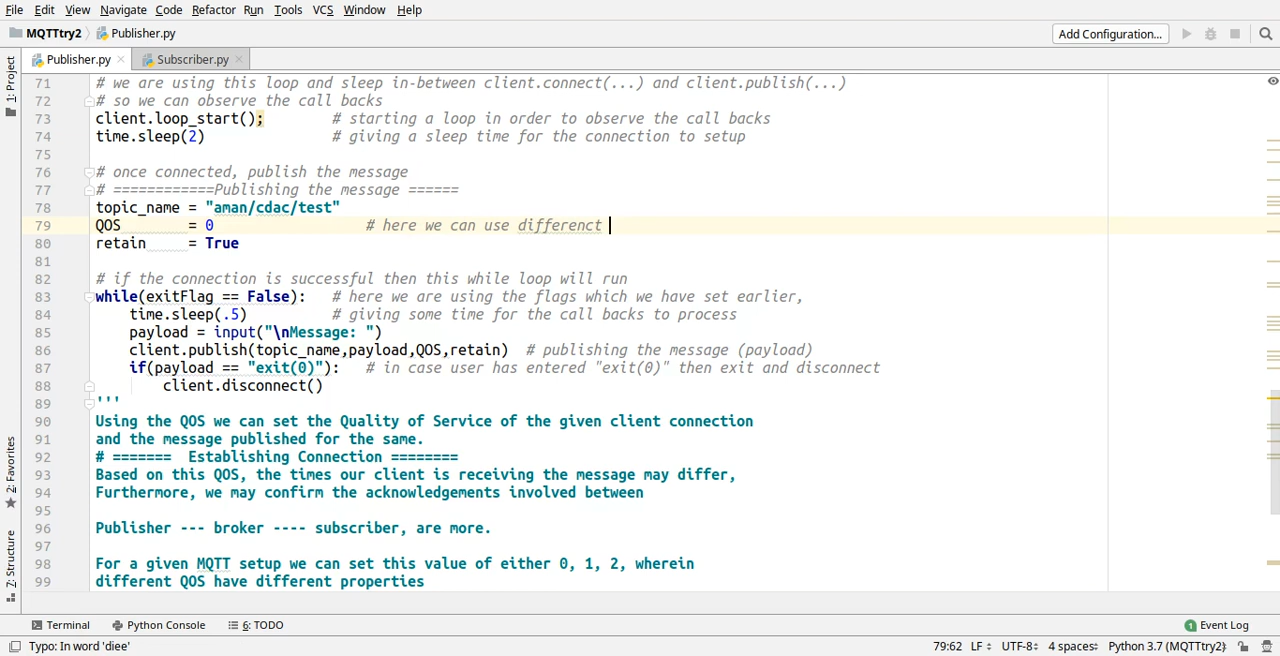 File Edit View Navigate Code Refactor Run Tools VCS Window Help
MQTTtry2 Publisher.py Add Configuration...
Publisher.py Subscriber.py
1: Project
71 # we are using this loop and sleep in-between client.connect(...) and client.publish(...)
72 # so we can observe the call backs
73 client.loop_start(); # starting a loop in order to observe the call backs
74 time.sleep(2) # giving a sleep time for the connection to setup
75
76 # once connected, publish the message
77 # ============Publishing the message ======
78 topic_name = "aman/cdac/test"
79 QOS = 0 # here we can use differenct
80 retain = True
81
82 # if the connection is successful then this while loop will run
83 while(exitFlag == False): # here we are using the flags which we have set earlier,
84 time.sleep(.5) # giving some time for the call backs to process
85 payload = input("\nMessage: ")
86 client.publish(topic_name,payload,QOS,retain) # publishing the message (payload)
87 if(payload == "exit(0)"): # in case user has entered "exit(0)" then exit and disconnect
88 client.disconnect()
89 '''
90 Using the QOS we can set the Quality of Service of the given client connection
91 and the message published for the same.
92 # ======= Establishing Connection ========
93 Based on this QOS, the times our client is receiving the message may differ,
94 Furthermore, we may confirm the acknowledgements involved between
95
96 Publisher --- broker ---- subscriber, are more.
97
98 For a given MQTT setup we can set this value of either 0, 1, 2, wherein
99 different QOS have different properties
2: Favorites
7: Structure
Terminal Python Console 6: TODO 1 Event Log
Typo: In word 'diee' 79:62 LF UTF-8 4 spaces Python 3.7 (MQTTtry2)